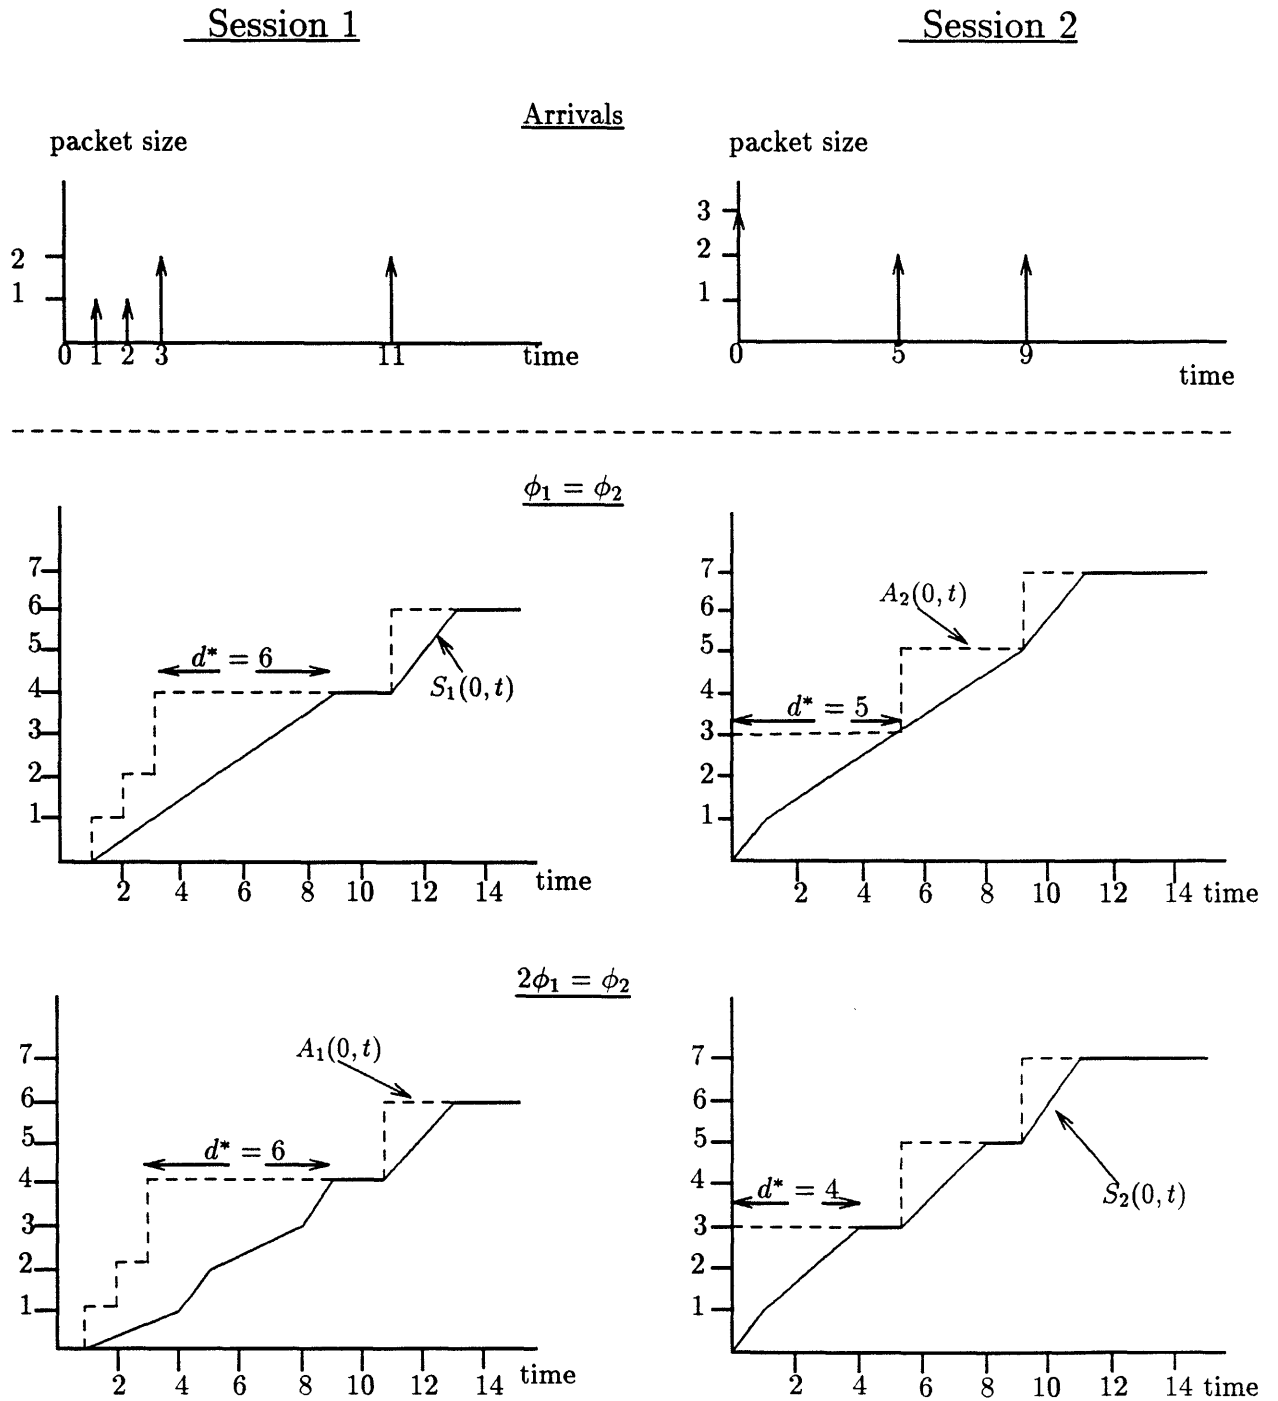 Session 1
Session 2
Arrivals
packet size
packet size
2
1
0 1 2 3 11 time
3
2
1
0 5 9
time
ϕ₁ = ϕ₂
7
6
5
4
3
2
1
d* = 6
S₁(0, t)
2 4 6 8 10 12 14 time
7
6
5
4
3
2
1
A₂(0, t)
d* = 5
2 4 6 8 10 12 14 time
2ϕ₁ = ϕ₂
7
6
5
4
3
2
1
A₁(0, t)
d* = 6
2 4 6 8 10 12 14 time
7
6
5
4
3
2
1
d* = 4
S₂(0, t)
2 4 6 8 10 12 14 time